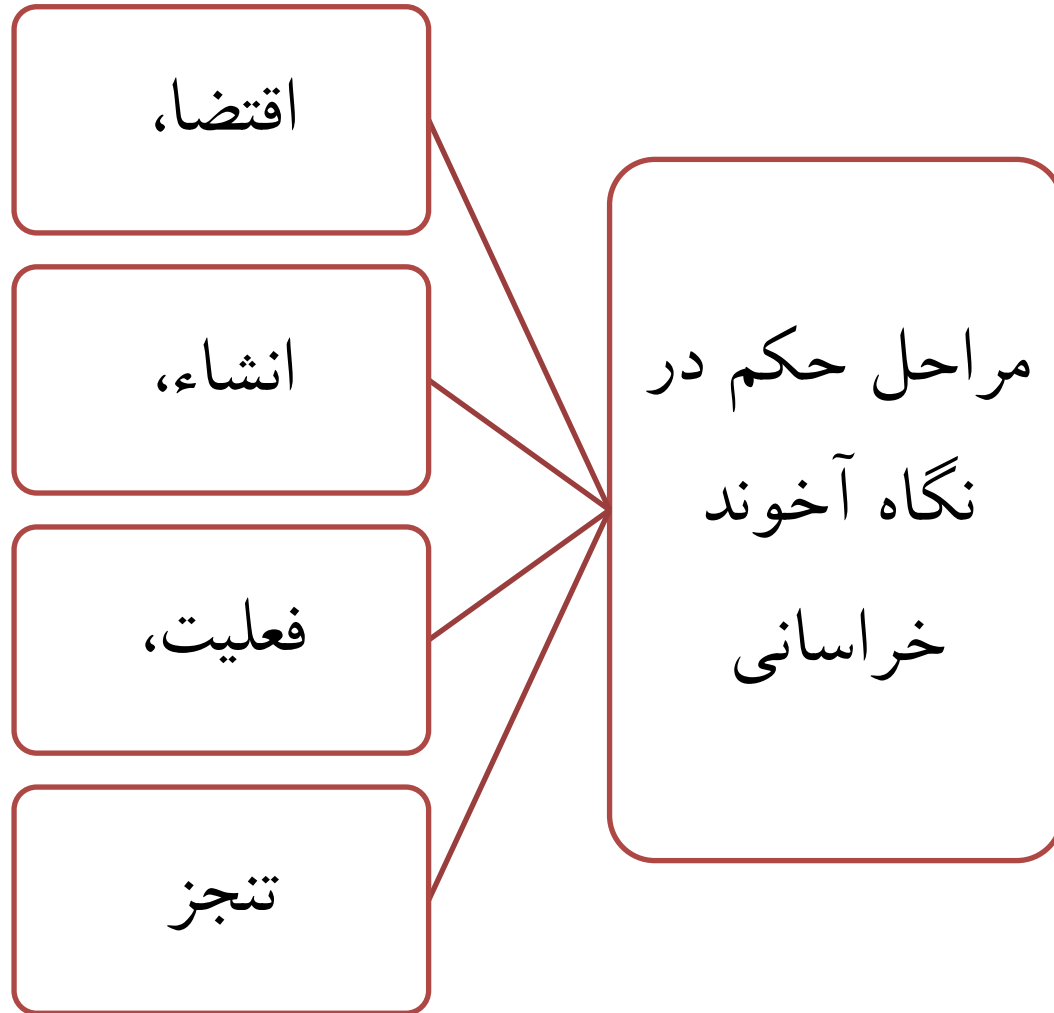 مراحل حکم در
نگاه آخوند
خراسانی
اقتضا،
انشاء،
فعلیت،
تنجز